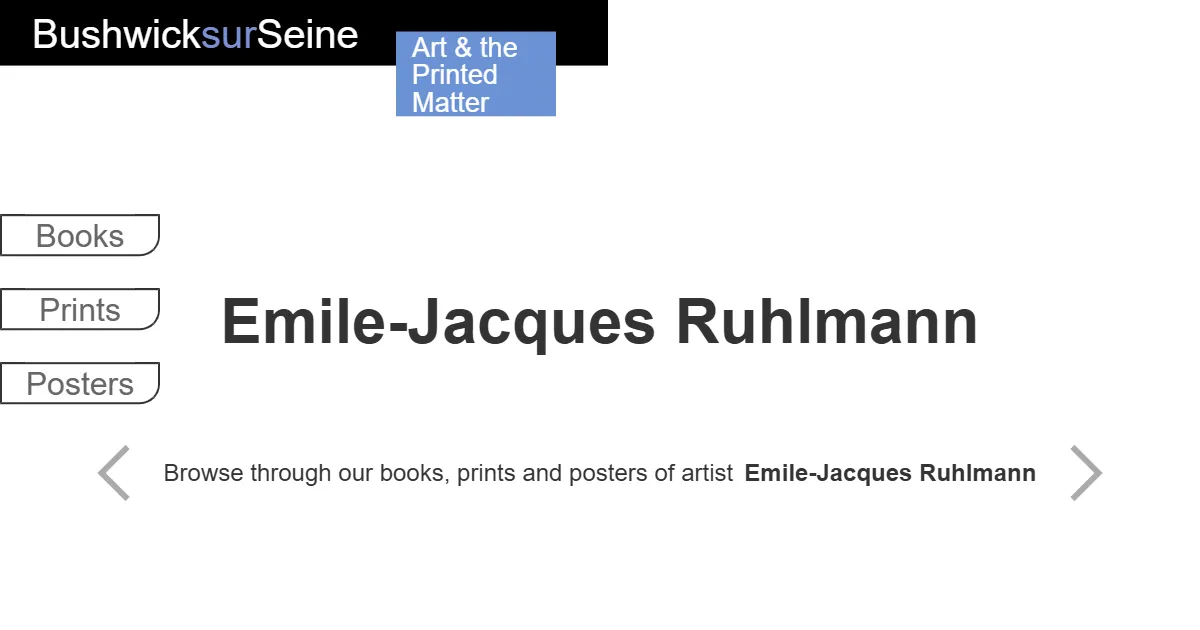 BushwicksurSeine
Art & the
Printed
Matter
Books
Prints
Emile-Jacques Ruhlmann
Posters
Browse through our books, prints and posters of artist Emile-Jacques Ruhlmann